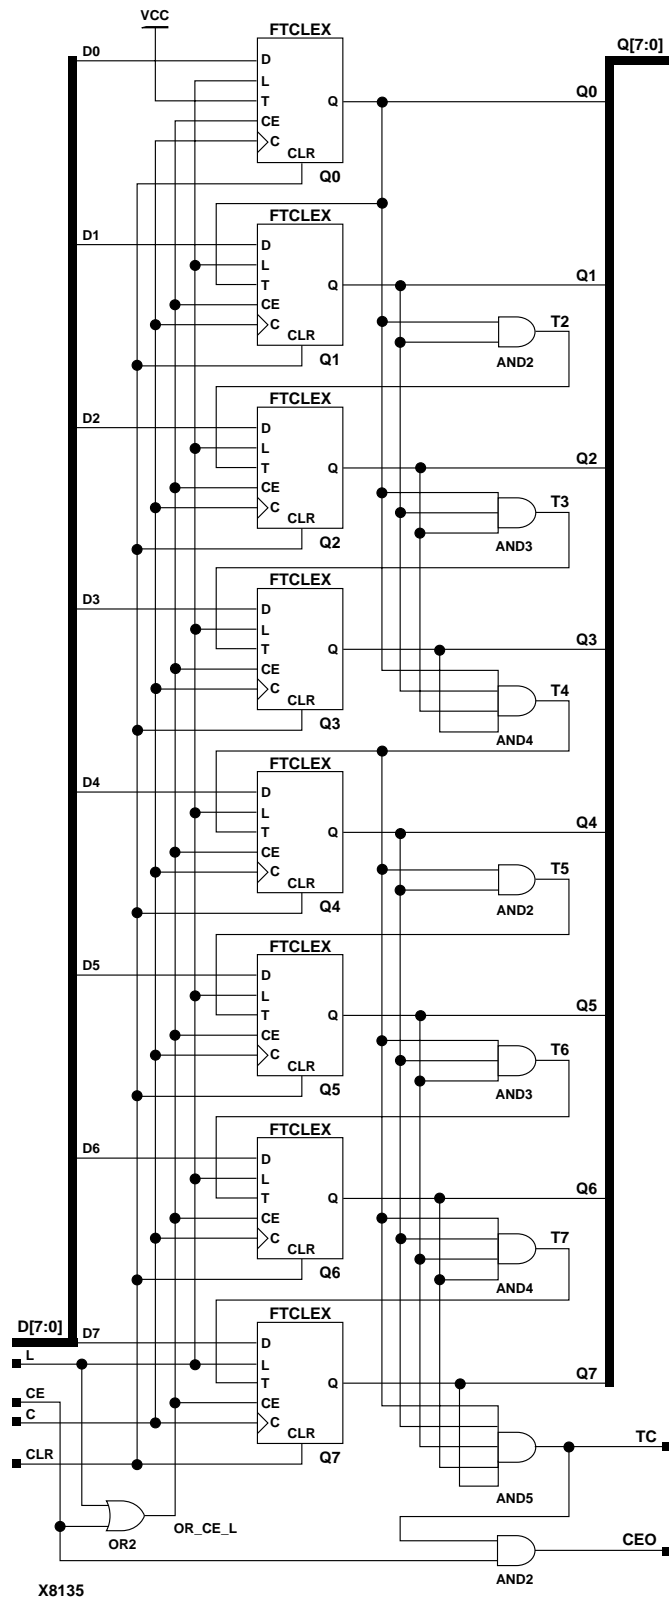 VCC
FTCLEX
Q[7:0]
D0
D
L
T
CE
C
CLR
Q
Q0
Q0
FTCLEX
D1
D
L
T
CE
C
CLR
Q
Q1
Q1
T2
AND2
FTCLEX
D2
D
L
T
CE
C
CLR
Q
Q2
Q2
T3
AND3
FTCLEX
D3
D
L
T
CE
C
CLR
Q
Q3
Q3
T4
AND4
FTCLEX
D4
D
L
T
CE
C
CLR
Q
Q4
Q4
T5
AND2
FTCLEX
D5
D
L
T
CE
C
CLR
Q
Q5
Q5
T6
AND3
FTCLEX
D6
D
L
T
CE
C
CLR
Q
Q6
Q6
T7
AND4
FTCLEX
D[7:0]
D7
D
L
T
CE
C
CLR
Q
Q7
Q7
L
CE
C
CLR
TC
AND5
OR_CE_L
OR2
CEO
AND2
X8135